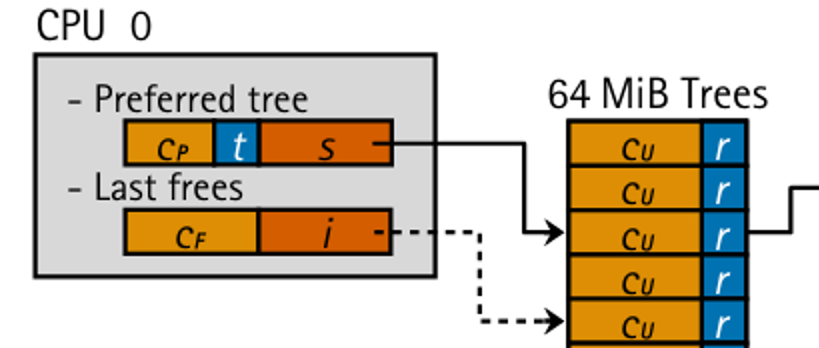 CPU 0
- Preferred tree
cP t s
- Last frees
cF i
64 MiB Trees
cU r
cU r
cU r
cU r
cU r